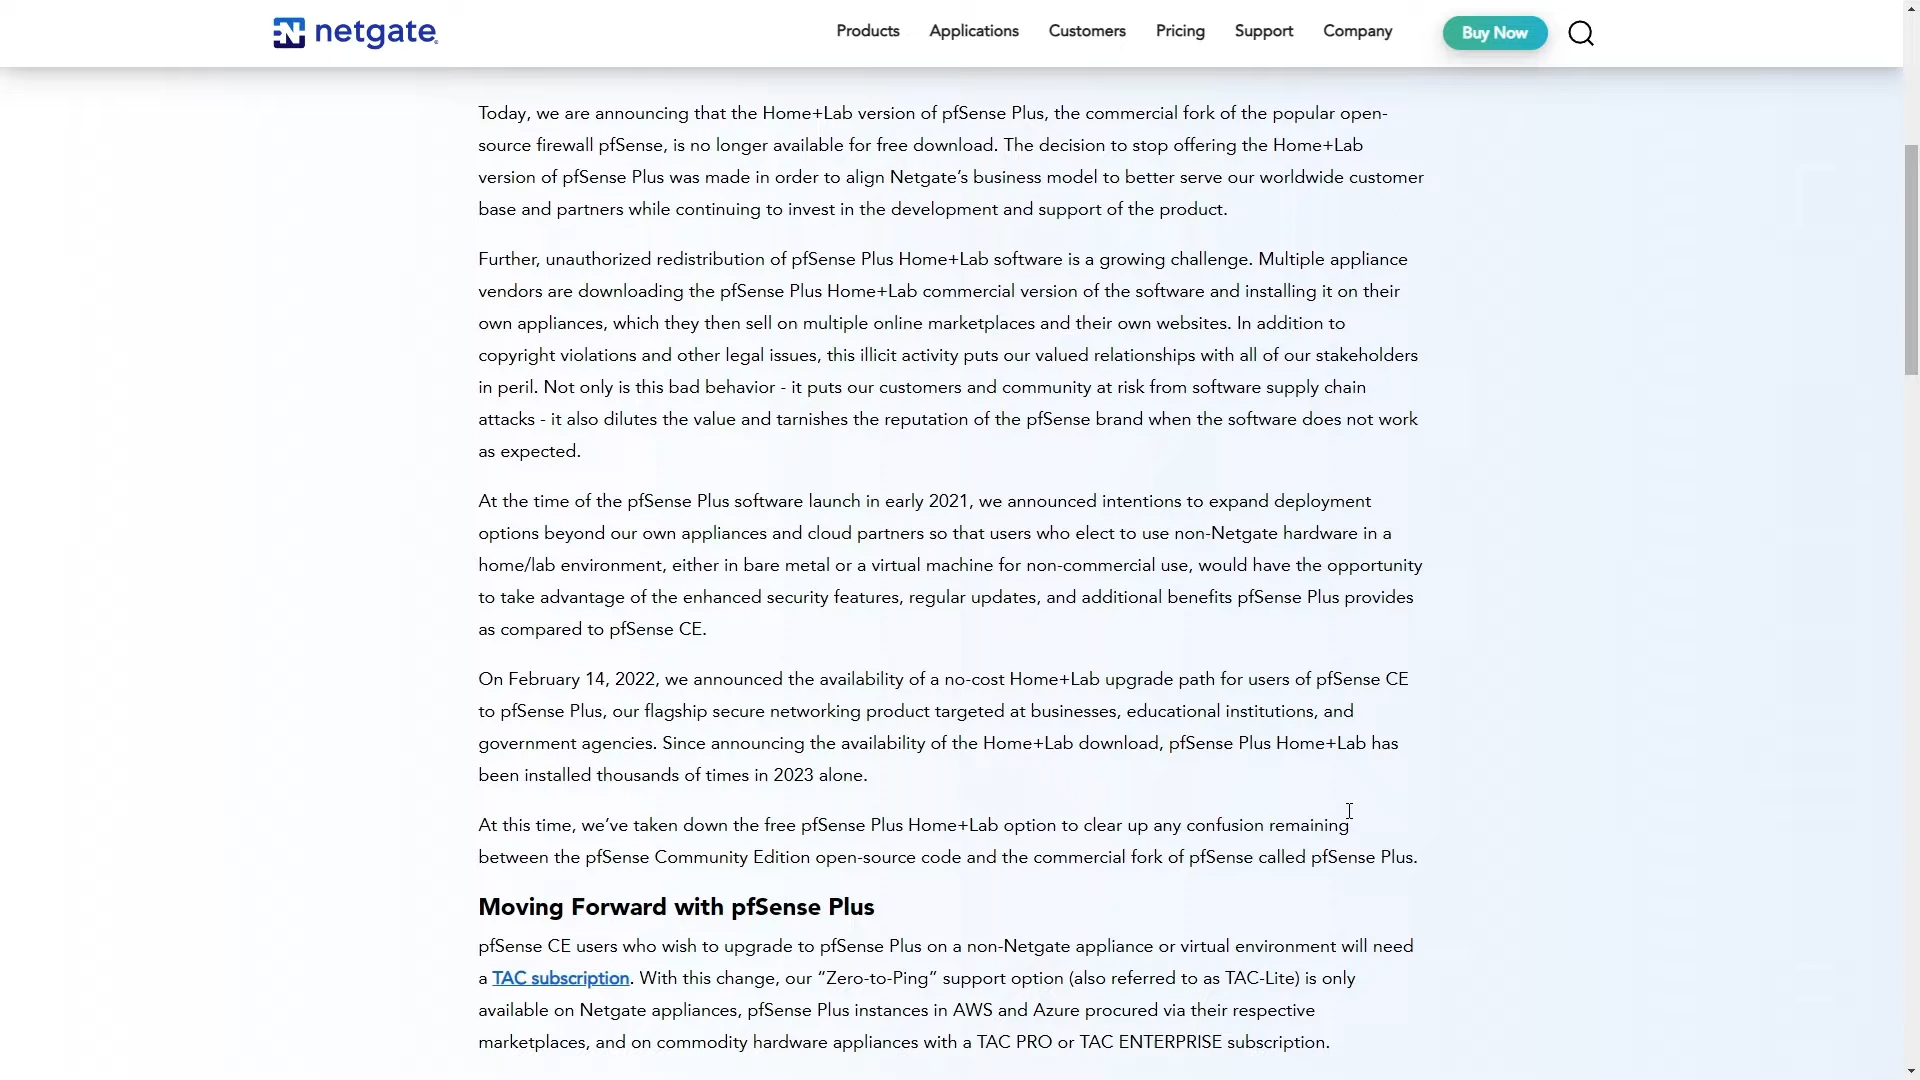 netgate
Products Applications Customers Pricing Support Company Buy Now
Today, we are announcing that the Home+Lab version of pfSense Plus, the commercial fork of the popular open-
source firewall pfSense, is no longer available for free download. The decision to stop offering the Home+Lab
version of pfSense Plus was made in order to align Netgate’s business model to better serve our worldwide customer
base and partners while continuing to invest in the development and support of the product.
Further, unauthorized redistribution of pfSense Plus Home+Lab software is a growing challenge. Multiple appliance
vendors are downloading the pfSense Plus Home+Lab commercial version of the software and installing it on their
own appliances, which they then sell on multiple online marketplaces and their own websites. In addition to
copyright violations and other legal issues, this illicit activity puts our valued relationships with all of our stakeholders
in peril. Not only is this bad behavior - it puts our customers and community at risk from software supply chain
attacks - it also dilutes the value and tarnishes the reputation of the pfSense brand when the software does not work
as expected.
At the time of the pfSense Plus software launch in early 2021, we announced intentions to expand deployment
options beyond our own appliances and cloud partners so that users who elect to use non-Netgate hardware in a
home/lab environment, either in bare metal or a virtual machine for non-commercial use, would have the opportunity
to take advantage of the enhanced security features, regular updates, and additional benefits pfSense Plus provides
as compared to pfSense CE.
On February 14, 2022, we announced the availability of a no-cost Home+Lab upgrade path for users of pfSense CE
to pfSense Plus, our flagship secure networking product targeted at businesses, educational institutions, and
government agencies. Since announcing the availability of the Home+Lab download, pfSense Plus Home+Lab has
been installed thousands of times in 2023 alone.
At this time, we’ve taken down the free pfSense Plus Home+Lab option to clear up any confusion remaining
between the pfSense Community Edition open-source code and the commercial fork of pfSense called pfSense Plus.
Moving Forward with pfSense Plus
pfSense CE users who wish to upgrade to pfSense Plus on a non-Netgate appliance or virtual environment will need
a TAC subscription. With this change, our “Zero-to-Ping” support option (also referred to as TAC-Lite) is only
available on Netgate appliances, pfSense Plus instances in AWS and Azure procured via their respective
marketplaces, and on commodity hardware appliances with a TAC PRO or TAC ENTERPRISE subscription.